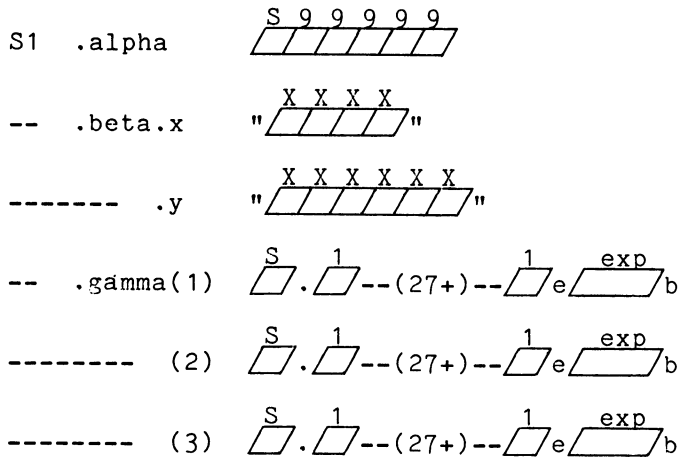 S 9 9 9 9 9
S1 .alpha
X X X X
-- .beta.x " "
X X X X X X
------- .y " "
S 1 1 exp
-- .gamma(1) . --(27+)-- e b
S 1 1 exp
-------- (2) . --(27+)-- e b
S 1 1 exp
-------- (3) . --(27+)-- e b